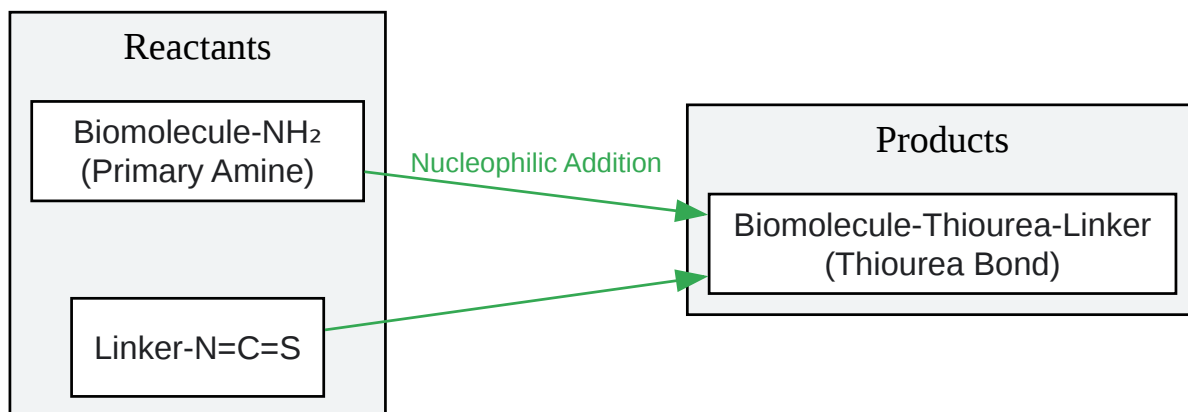 Reactants
Biomolecule-NH₂
(Primary Amine)
Linker-N=C=S
Nucleophilic Addition
Products
Biomolecule-Thiourea-Linker
(Thiourea Bond)